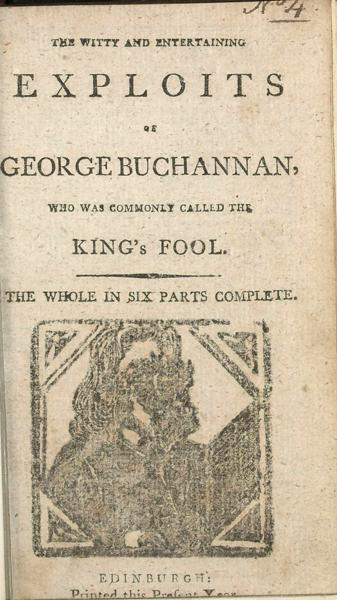 No 4
THE WITTY AND ENTERTAINING
EXPLOITS
OF
GEORGE BUCHANNAN,
WHO WAS COMMONLY CALLED THE
KING'S FOOL.
THE WHOLE IN SIX PARTS COMPLETE.
EDINBURGH:
Printed this Present Year